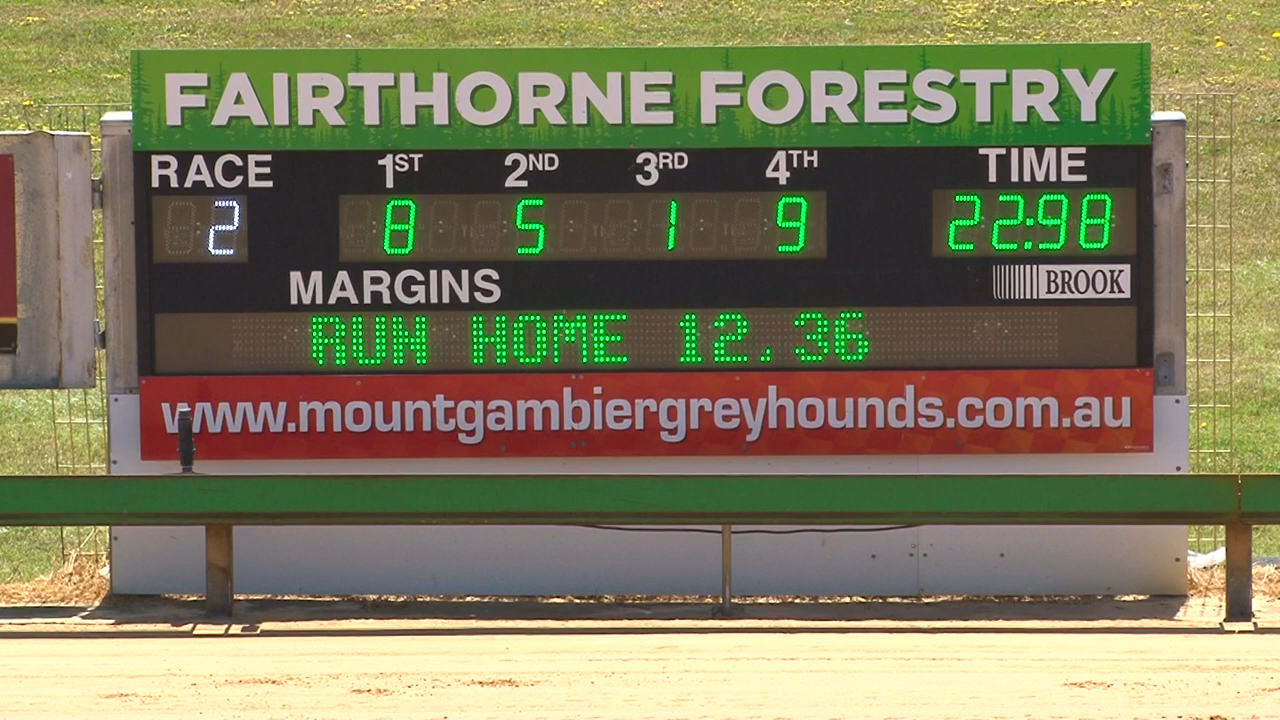 FAIRTHORNE FORESTRY
RACE 1ST 2ND 3RD 4TH TIME
2 8 5 1 9 22:98
MARGINS BROOK
RUN HOME 12.36
www.mountgambiergreyhounds.com.au